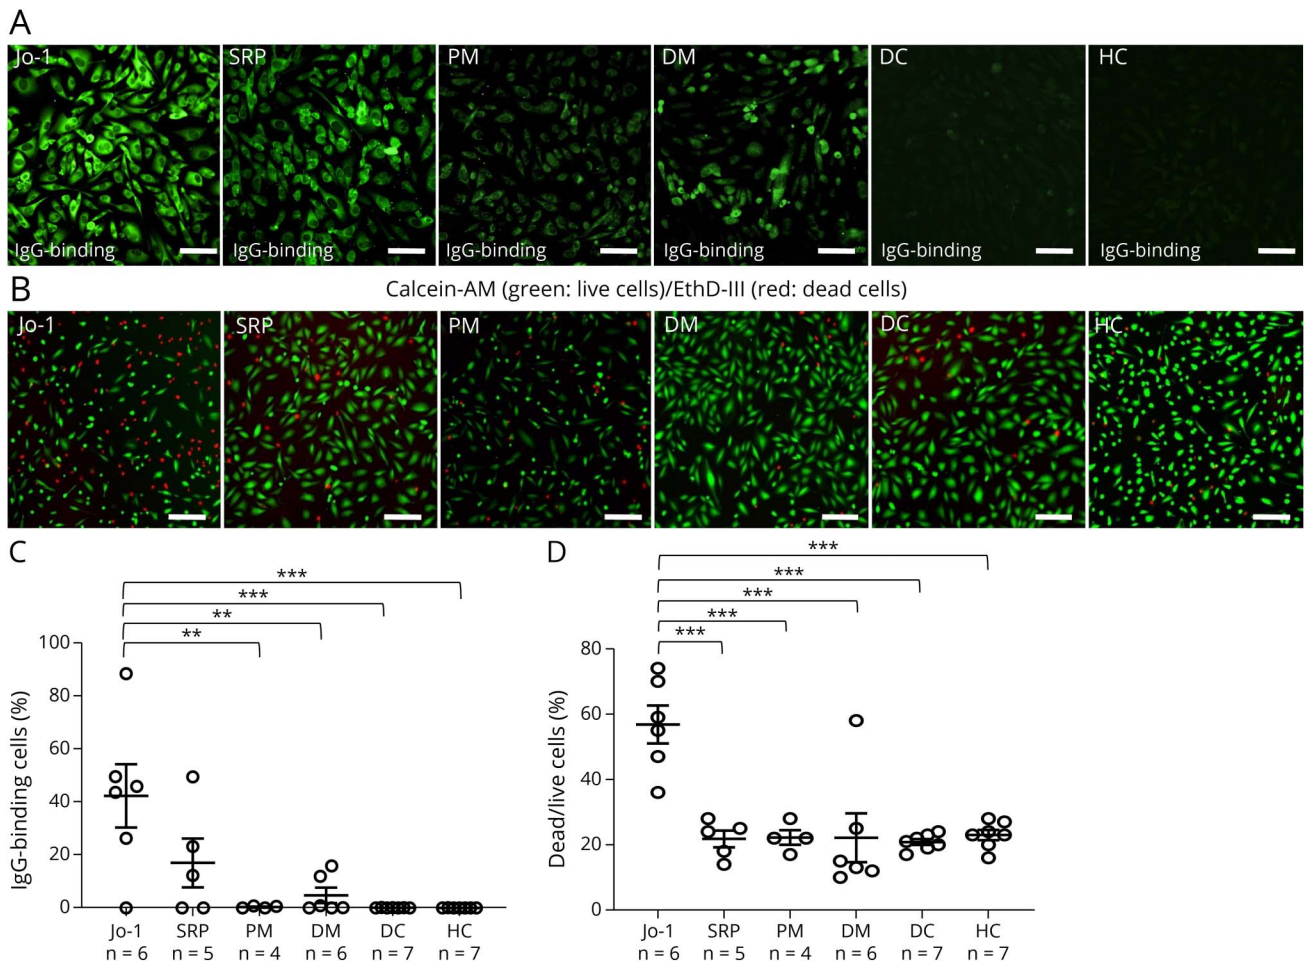 A
Jo-1 SRP PM DM DC HC
IgG-binding IgG-binding IgG-binding IgG-binding IgG-binding IgG-binding
B
Calcein-AM (green: live cells)/EthD-III (red: dead cells)
Jo-1 SRP PM DM DC HC
C
***
***
**
**
IgG-binding cells (%)
100
80
60
40
20
0
Jo-1 SRP PM DM DC HC
n = 6 n = 5 n = 4 n = 6 n = 7 n = 7
D
***
***
***
***
***
Dead/live cells (%)
80
60
40
20
0
Jo-1 SRP PM DM DC HC
n = 6 n = 5 n = 4 n = 6 n = 7 n = 7